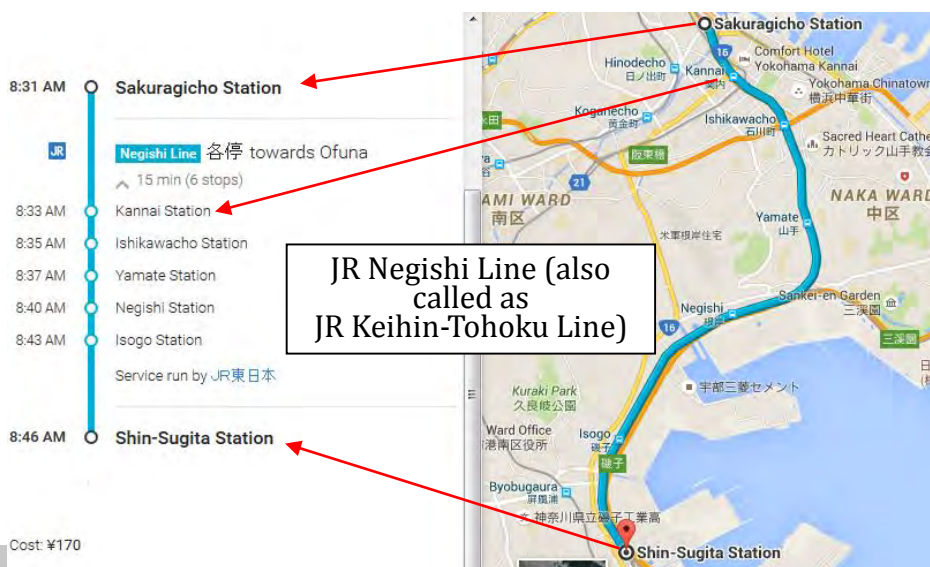 8:31 AM Sakuragicho Station
JR Negishi Line 各停 towards Ofuna
15 min (6 stops)
8:33 AM Kannai Station
8:35 AM Ishikawacho Station
8:37 AM Yamate Station
8:40 AM Negishi Station
8:43 AM Isogo Station
Service run by JR東日本
8:46 AM Shin-Sugita Station
Cost: ¥170
JR Negishi Line (also
called as
JR Keihin-Tohoku Line)
Sakuragicho Station
16
Comfort Hotel
Yokohama Kannai
Hinodecho
日ノ出町
Kannai
関内
Yokohama Chinatown
横浜中華街
Koganecho
黄金町
Ishikawacho
石川町
Sacred Heart Cathe
カトリック山手教会
阪東橋
21
AMI WARD
南区
NAKA WARD
中区
Yamate
山手
米軍根岸住宅
Sankei-en Garden
三溪園
Negishi
根岸
16
三渓園
宇部三菱セメント
Kuraki Park
久良岐公園
Ward Office
港南区役所
Isogo
磯子
磯子
Byobugaura
屏風浦
神奈川県立磯子工業高
Shin-Sugita Station